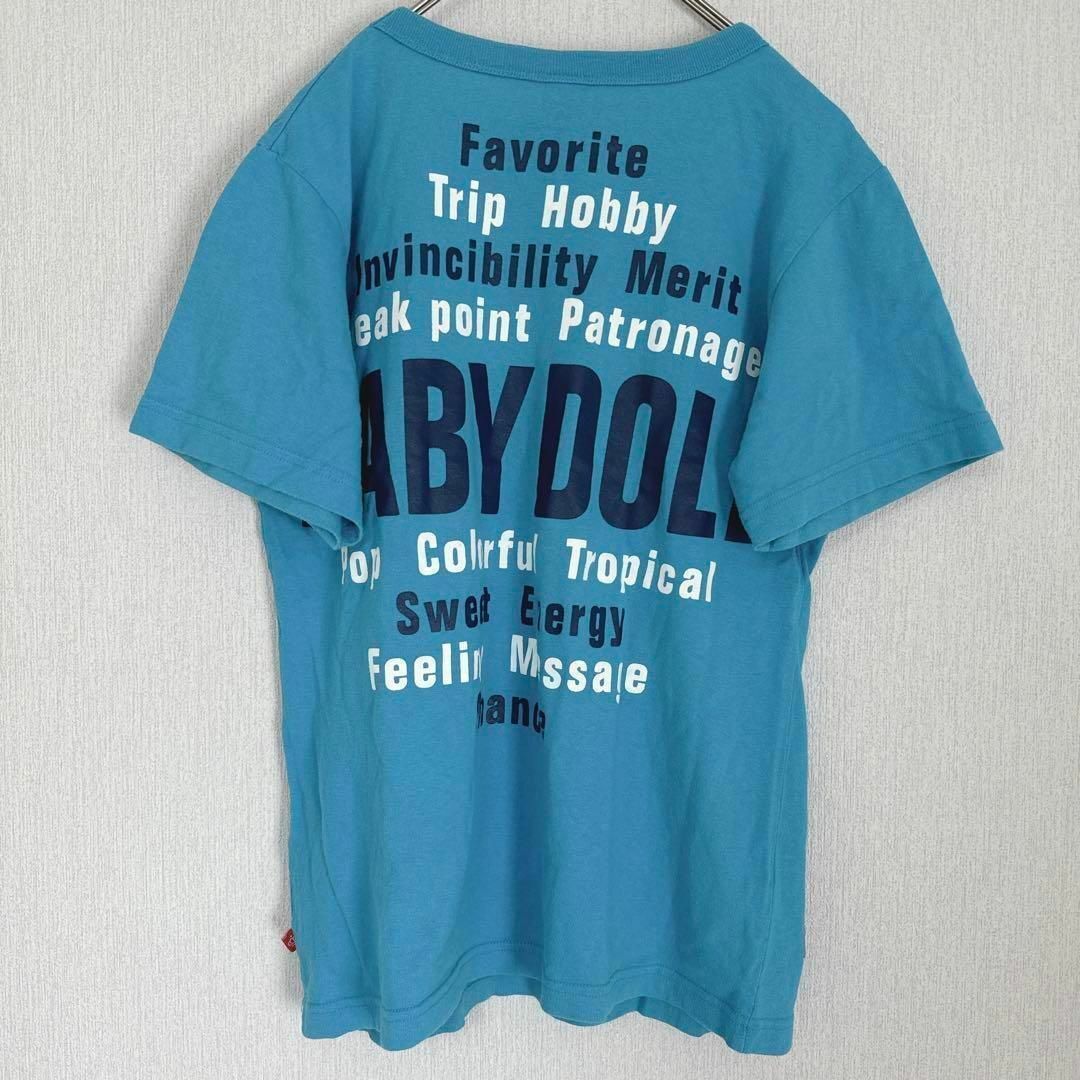 Favorite
Trip Hobby
Invincibility Merit
eak point Patronage
ABYDOLL
Pop Colorful Tropical
Sweet Energy
Feeling Message